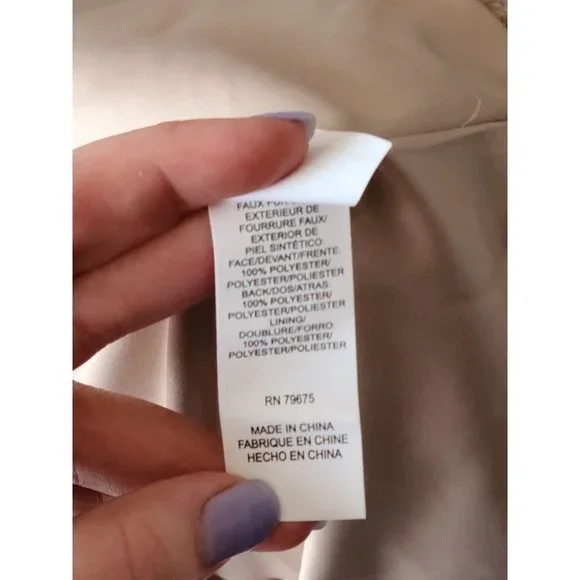 FAUX FUR
EXTERIEUR DE
FOURRURE FAUX/
EXTERIOR DE
PIEL SINTÉTICO:
FACE/DEVANT/FRENTE:
100% POLYESTER/
POLYESTER/POLIESTER
BACK/DOS/ATRAS:
100% POLYESTER/
POLYESTER/POLIESTER
LINING/
DOUBLURE/FORRO:
100% POLYESTER/
POLYESTER/POLIESTER
RN 79675
MADE IN CHINA
FABRIQUE EN CHINE
HECHO EN CHINA